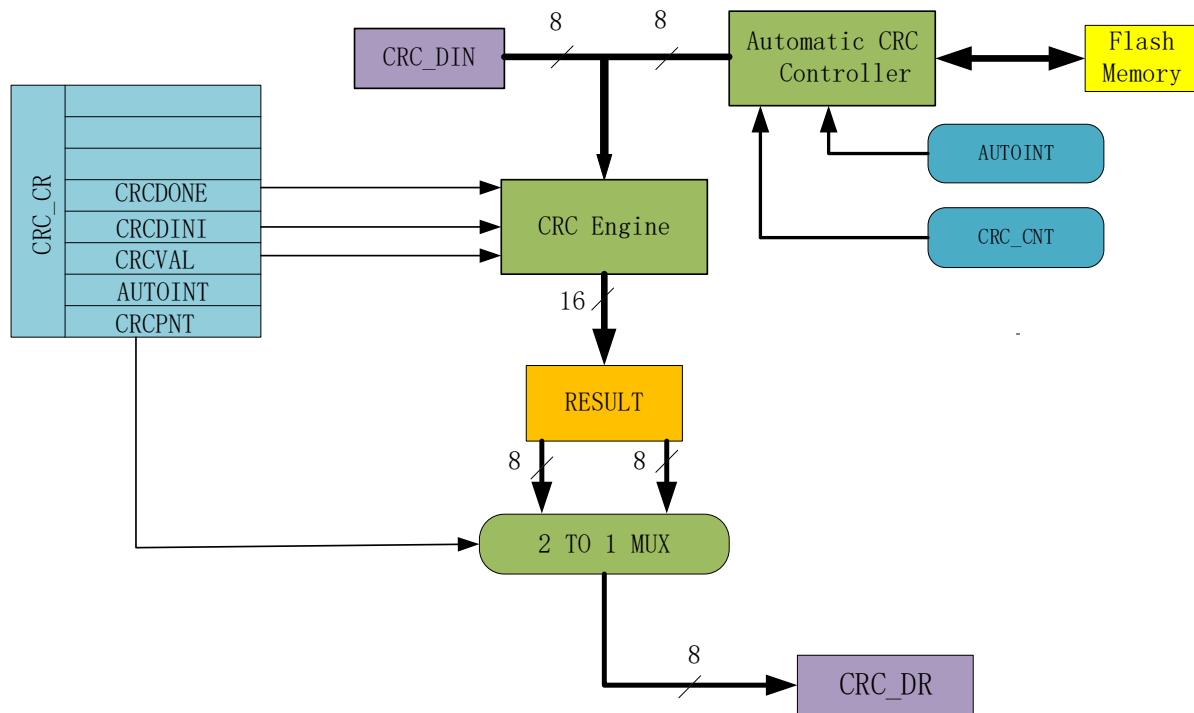 8
8
CRC_DIN
Automatic CRC
Controller
Flash
Memory
AUTOINT
CRC_CNT
CRC_CR
CRCDONE
CRCDINI
CRCVAL
AUTOINT
CRCPNT
CRC Engine
16
RESULT
8
8
2 TO 1 MUX
8
CRC_DR